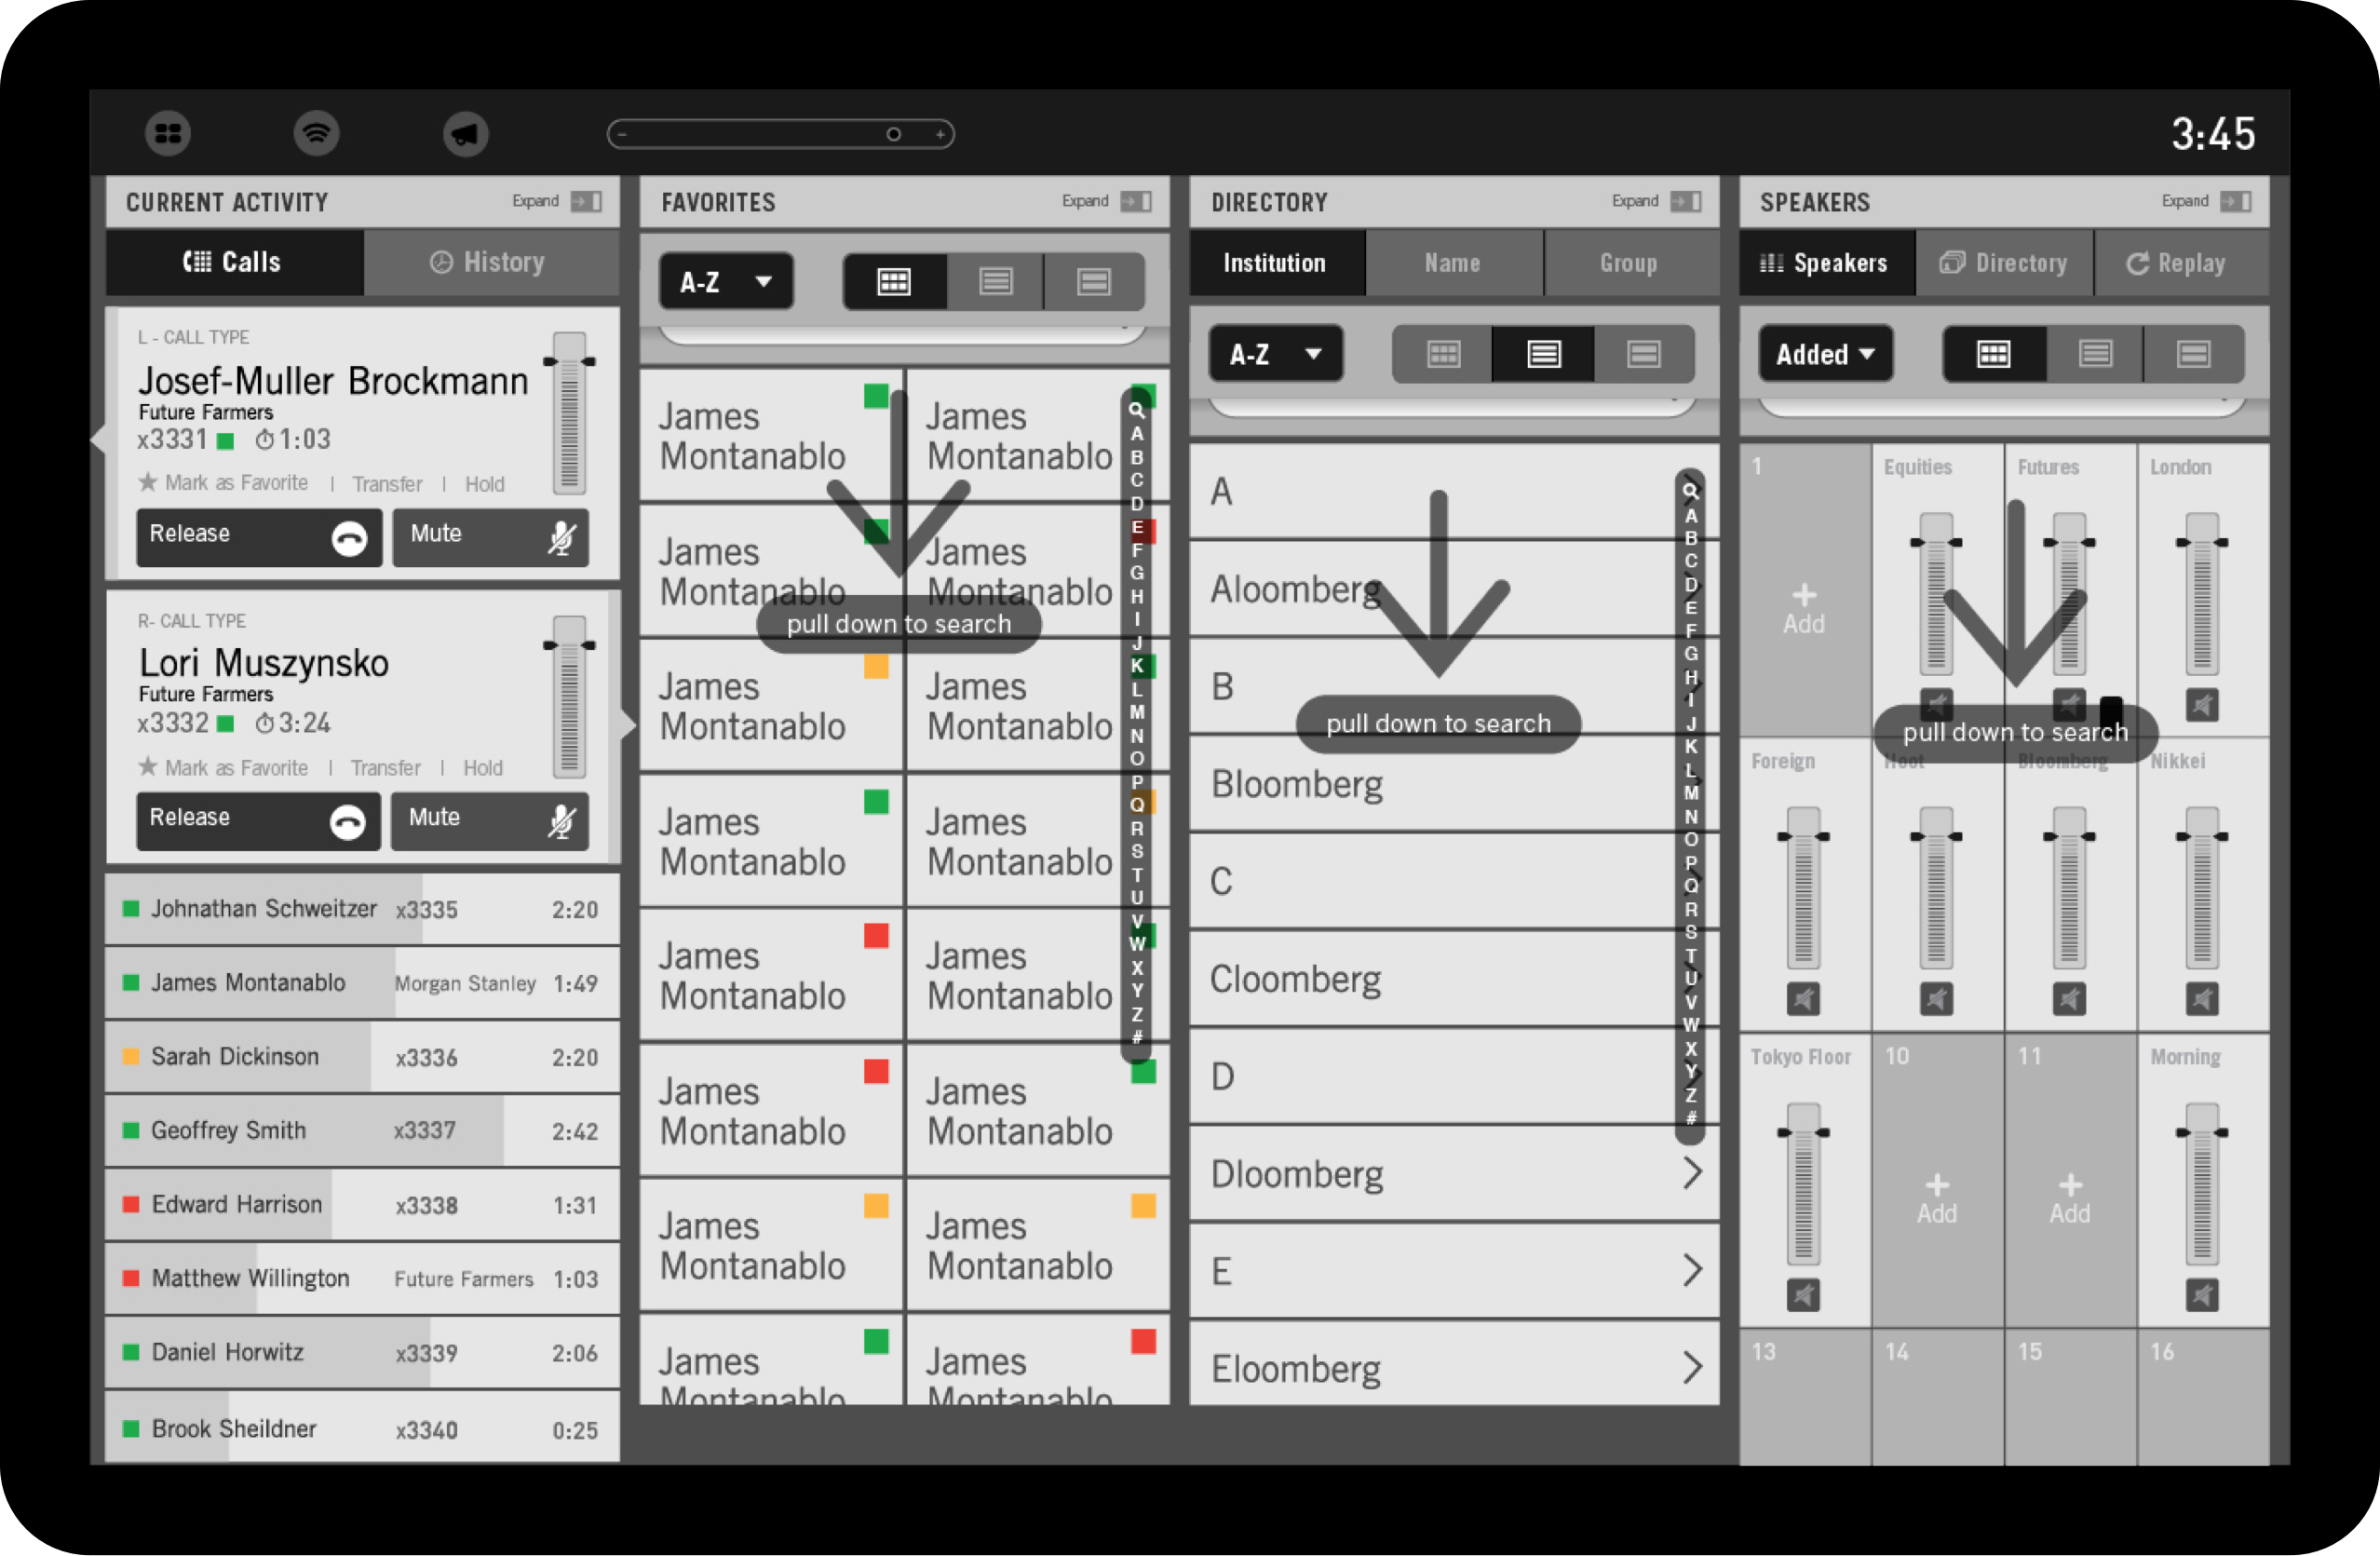 3:45
CURRENT ACTIVITY Expand
Calls History
L - CALL TYPE
Josef-Muller Brockmann
Future Farmers
x3331 1:03
Mark as Favorite | Transfer | Hold
Release Mute
R- CALL TYPE
Lori Muszynsko
Future Farmers
x3332 3:24
Mark as Favorite | Transfer | Hold
Release Mute
Johnathan Schweitzer x3335 2:20
James Montanablo Morgan Stanley 1:49
Sarah Dickinson x3336 2:20
Geoffrey Smith x3337 2:42
Edward Harrison x3338 1:31
Matthew Willington Future Farmers 1:03
Daniel Horwitz x3339 2:06
Brook Sheildner x3340 0:25
FAVORITES Expand
A-Z
James James
Montanablo Montanablo
James James
Montanablo Montanablo
pull down to search
James James
Montanablo Montanablo
James James
Montanablo Montanablo
James James
Montanablo Montanablo
James James
Montanablo Montanablo
James James
Montanablo Montanablo
James James
Montanablo Montanablo
A
B
C
D
E
F
G
H
I
J
K
L
M
N
O
P
Q
R
S
T
U
V
W
X
Y
Z
#
DIRECTORY Expand
Institution Name Group
A-Z
A
Aloomberg
B
pull down to search
Bloomberg
C
Cloomberg
D
Dloomberg
E
Eloomberg
A
B
C
D
E
F
G
H
I
J
K
L
M
N
O
P
Q
R
S
T
U
V
W
X
Y
Z
#
SPEAKERS Expand
Speakers Directory Replay
Added
1 Equities Futures London
Add
pull down to search
Foreign Hoot Bloomberg Nikkei
Tokyo Floor 10 11 Morning
Add Add
13 14 15 16